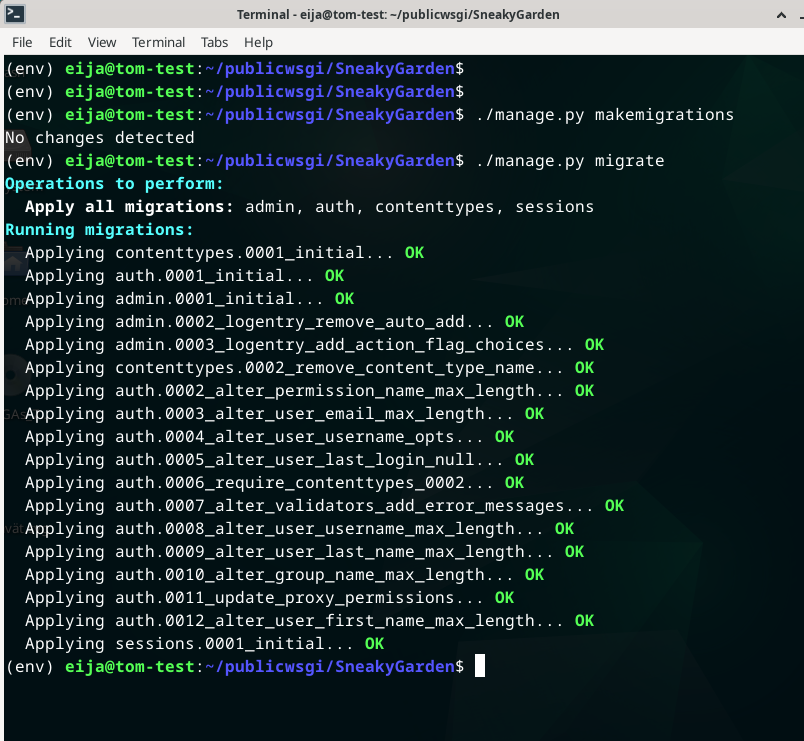 Terminal - eija@tom-test: ~/publicwsgi/SneakyGarden
File Edit View Terminal Tabs Help
(env) eija@tom-test:~/publicwsgi/SneakyGarden$
(env) eija@tom-test:~/publicwsgi/SneakyGarden$
(env) eija@tom-test:~/publicwsgi/SneakyGarden$ ./manage.py makemigrations
No changes detected
(env) eija@tom-test:~/publicwsgi/SneakyGarden$ ./manage.py migrate
Operations to perform:
  Apply all migrations: admin, auth, contenttypes, sessions
Running migrations:
  Applying contenttypes.0001_initial... OK
  Applying auth.0001_initial... OK
  Applying admin.0001_initial... OK
  Applying admin.0002_logentry_remove_auto_add... OK
  Applying admin.0003_logentry_add_action_flag_choices... OK
  Applying contenttypes.0002_remove_content_type_name... OK
  Applying auth.0002_alter_permission_name_max_length... OK
  Applying auth.0003_alter_user_email_max_length... OK
  Applying auth.0004_alter_user_username_opts... OK
  Applying auth.0005_alter_user_last_login_null... OK
  Applying auth.0006_require_contenttypes_0002... OK
  Applying auth.0007_alter_validators_add_error_messages... OK
  Applying auth.0008_alter_user_username_max_length... OK
  Applying auth.0009_alter_user_last_name_max_length... OK
  Applying auth.0010_alter_group_name_max_length... OK
  Applying auth.0011_update_proxy_permissions... OK
  Applying auth.0012_alter_user_first_name_max_length... OK
  Applying sessions.0001_initial... OK
(env) eija@tom-test:~/publicwsgi/SneakyGarden$